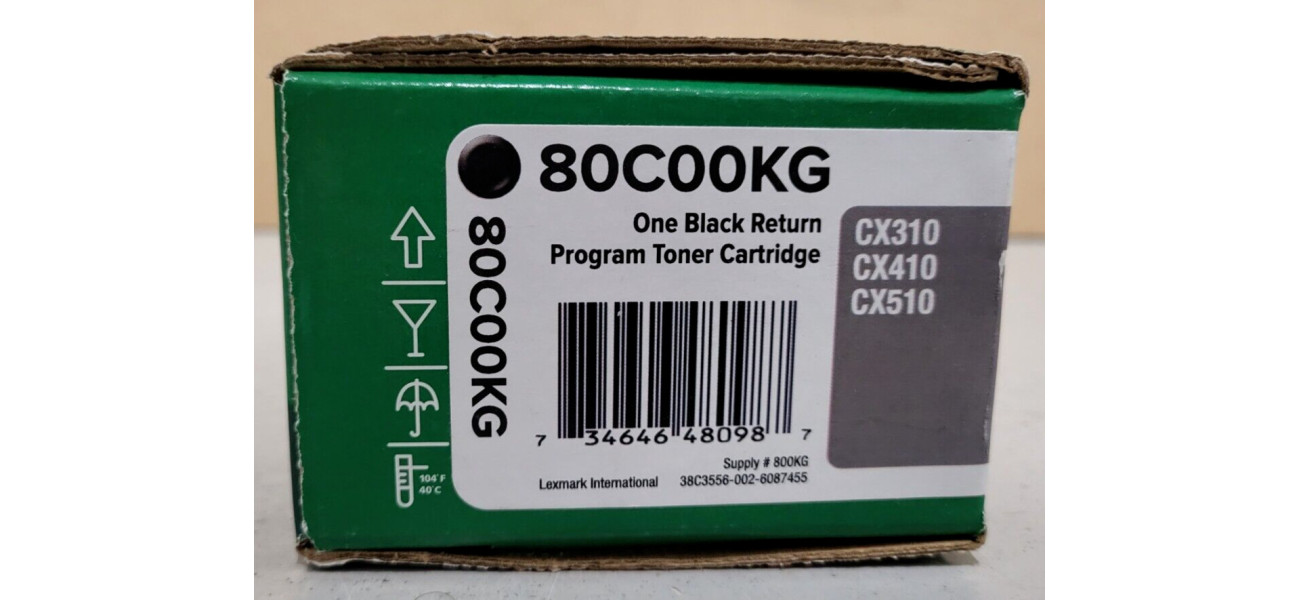 80C00KG
80C00KG
One Black Return
Program Toner Cartridge
CX310
CX410
CX510
7 34646 48098 7
Supply # 800KG
Lexmark International 38C3556-002-6087455
104°F
40°C